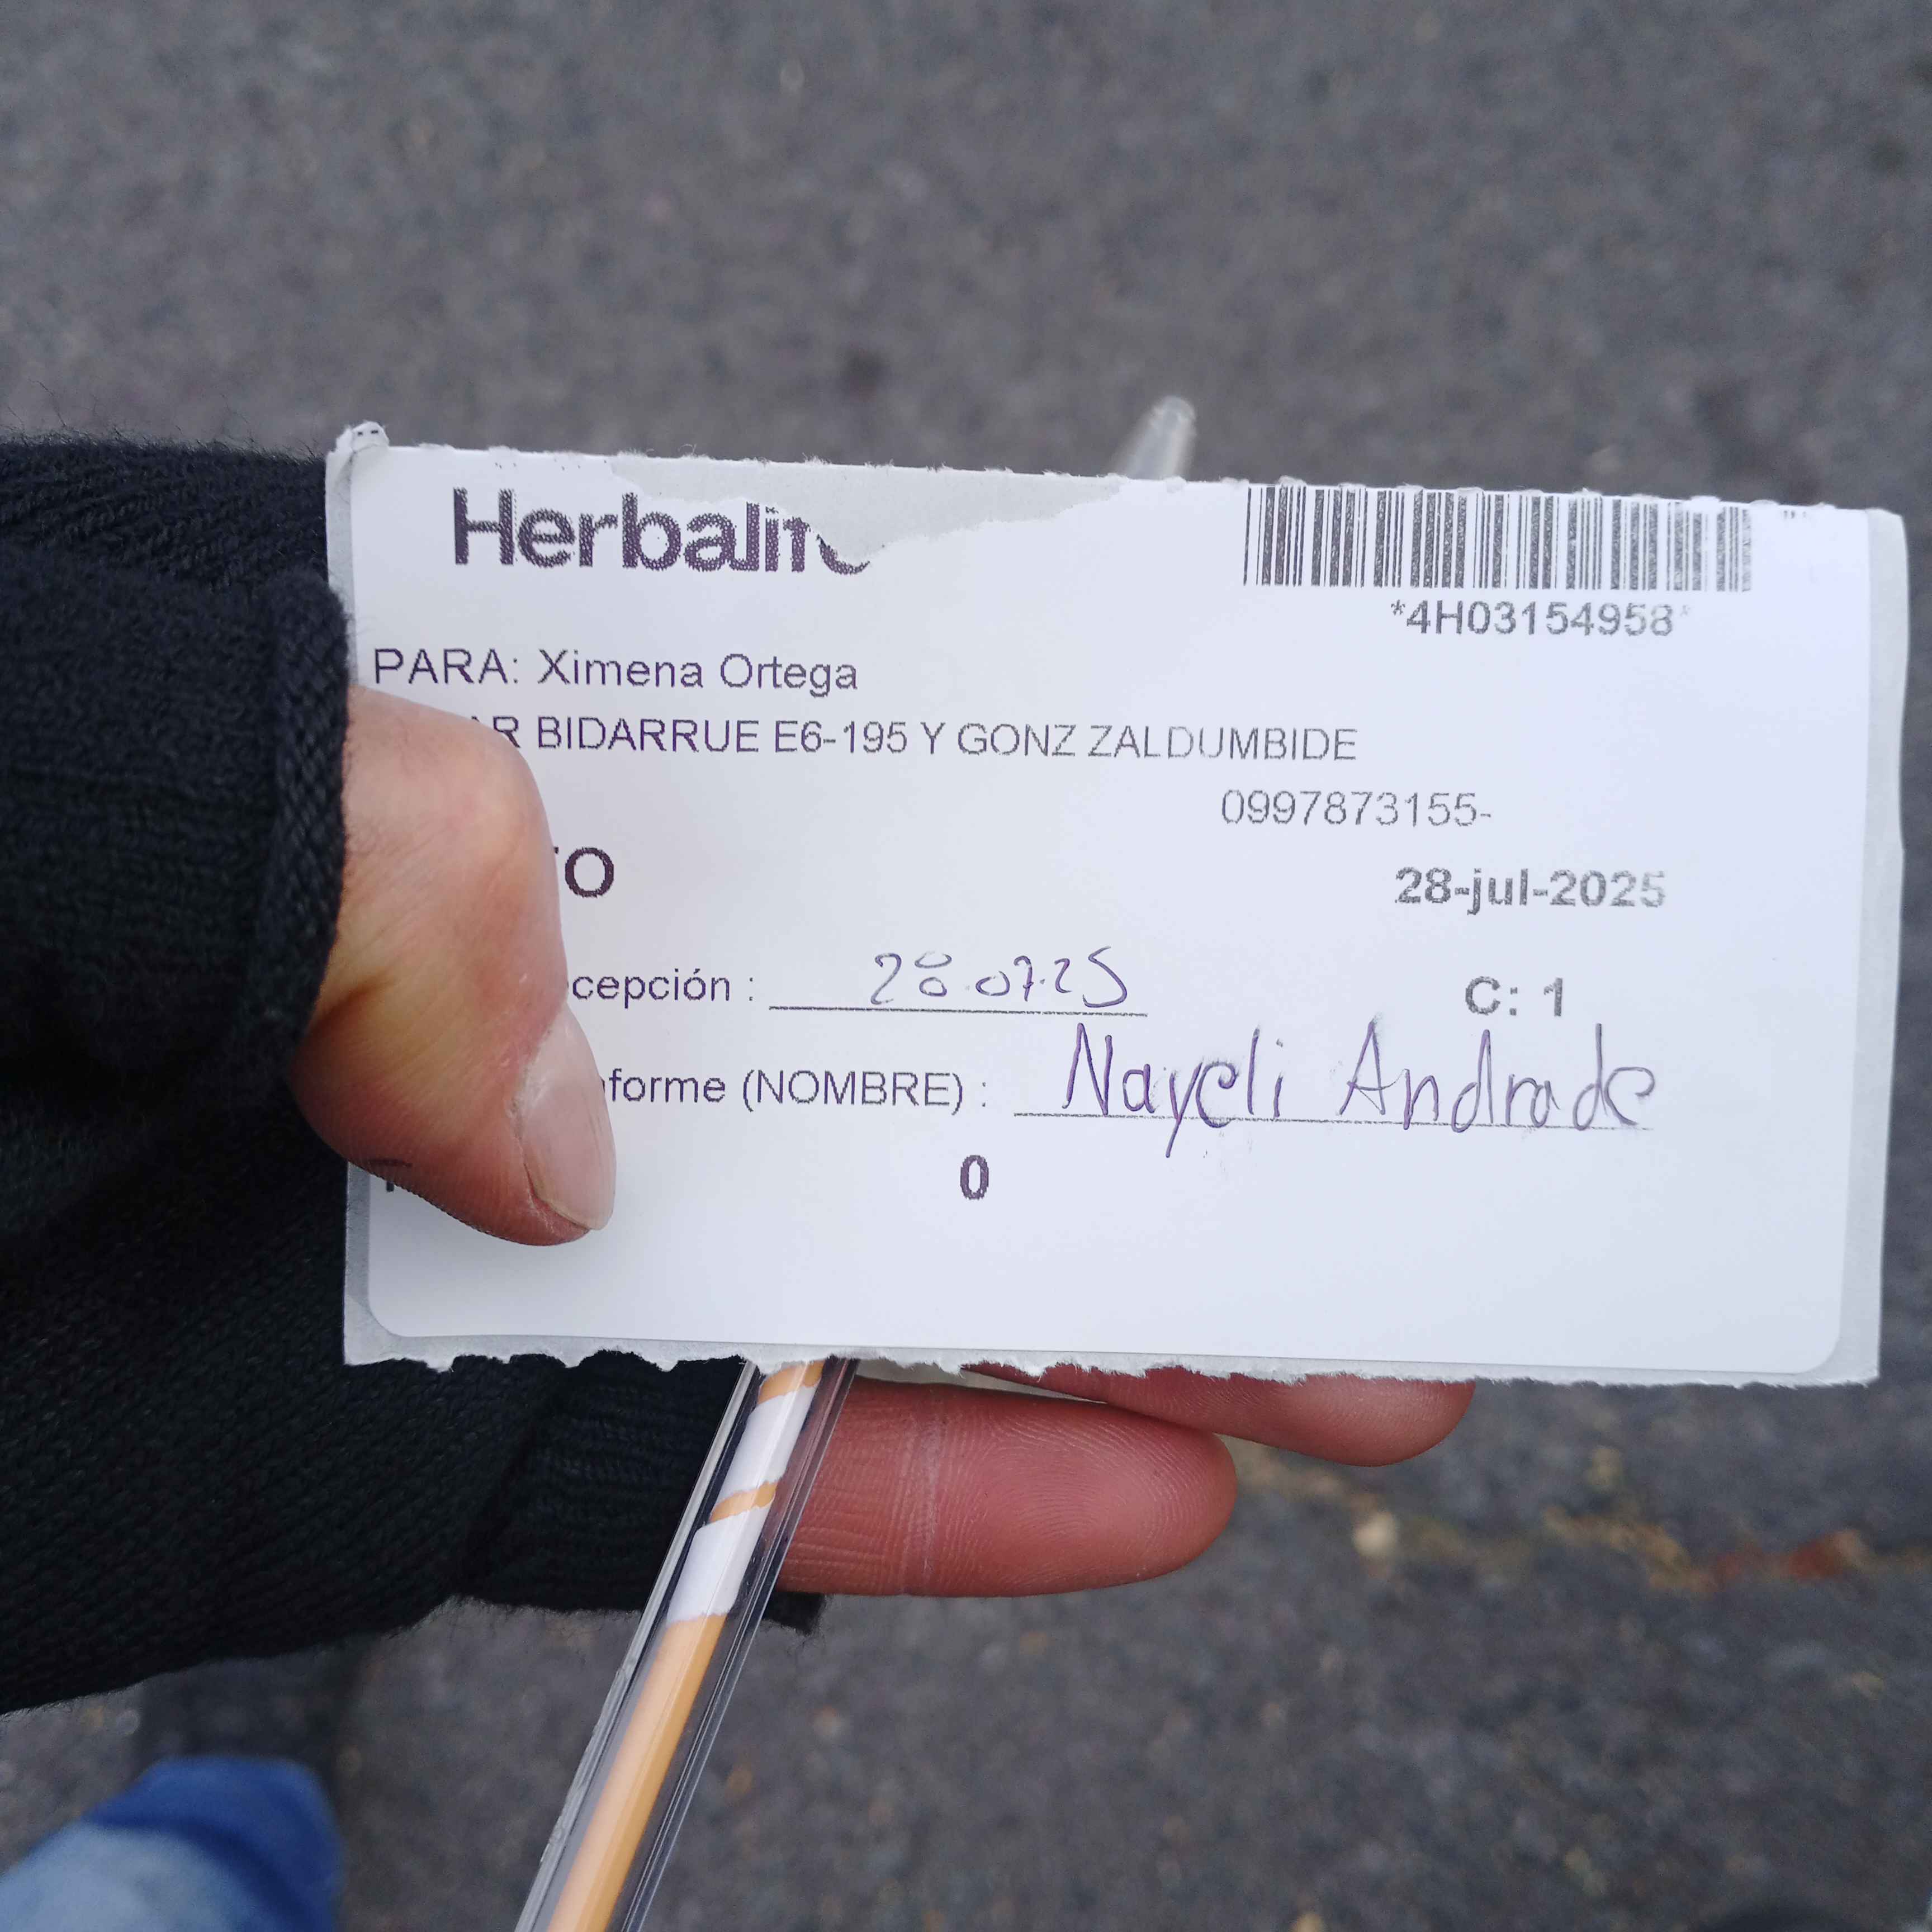 Herbalife
*4H03154958*
PARA: Ximena Ortega
BIDARRUE E6-195 Y GONZ ZALDUMBIDE
0997873155-
28-jul-2025
cepción : 28.07.25
C: 1
forme (NOMBRE) : Nayeli Andrade
0